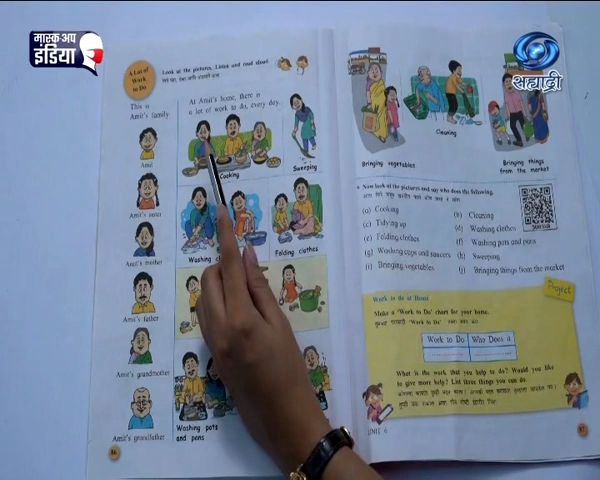 मास्क अप
इंडिया
सह्याद्री
A Lot of
Work
to Do
Look at the pictures. Listen and read aloud.
This is
Amit's family
At Amit's home, there is
a lot of work to do, every day.
Amit
Amit's sister
Amit's mother
Amit's father
Amit's grandmother
Amit's grandfather
Cooking
Sweeping
Washing
Folding clothes
Washing pots
and pans
86
Bringing vegetables
Cleaning
Bringing things
from the market
Now look at the pictures and say who does the following.
(a) Cooking
(b) Cleaning
(c) Tidying up
(d) Washing clothes
(e) Folding clothes
(f) Washing pots and pans
(g) Washing cups and saucers
(h) Sweeping
(i) Bringing vegetables
(j) Bringing things from the market
Project
Work to do at Home
Make a 'Work to Do' chart for your home.
Work to Do
Who Does it
What is the work that you help to do? Would you like
to give more help? List three things you can do.
UNIT 6
87